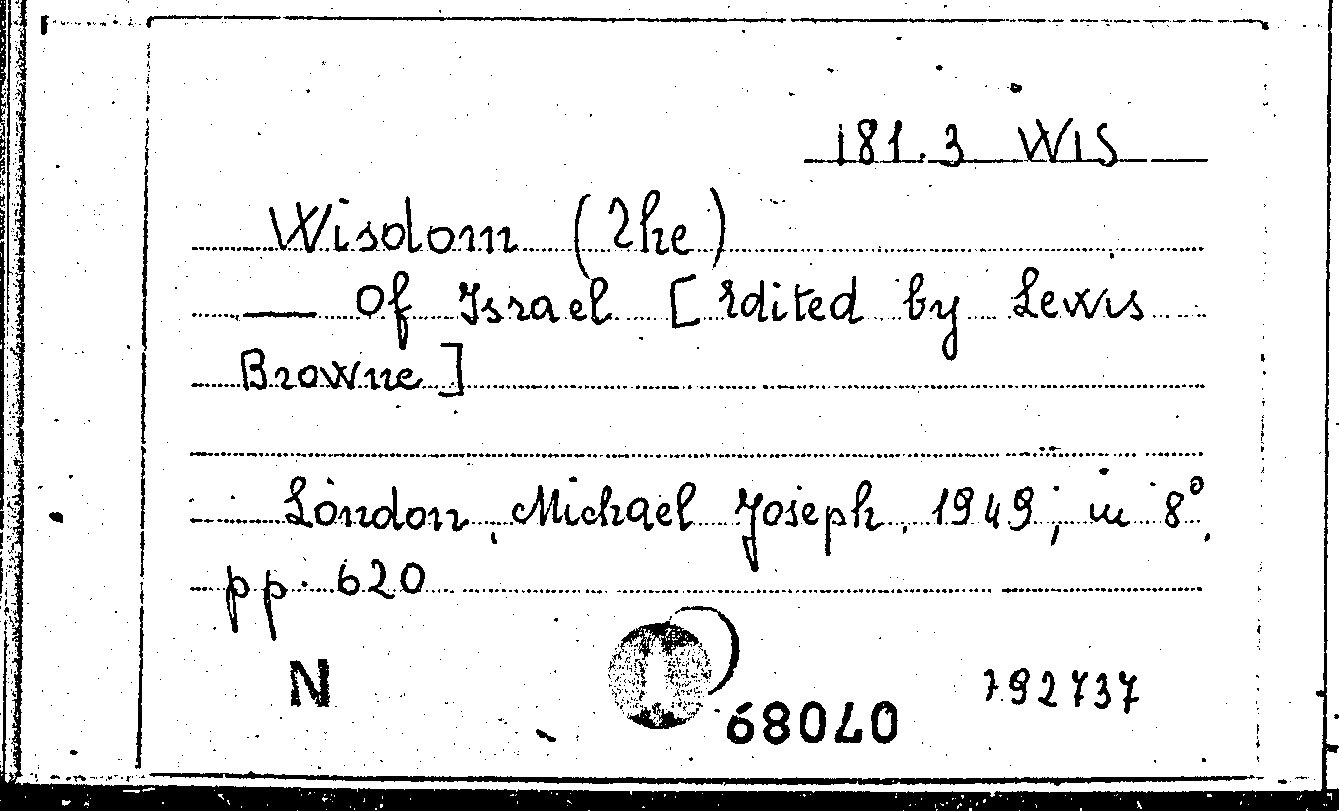 181.3 WIS
Wisdom (The)
— Of Israel [Edited by Lewis
Browne]
London, Michael Joseph, 1949; in 8°,
pp. 620
N
68040
792737